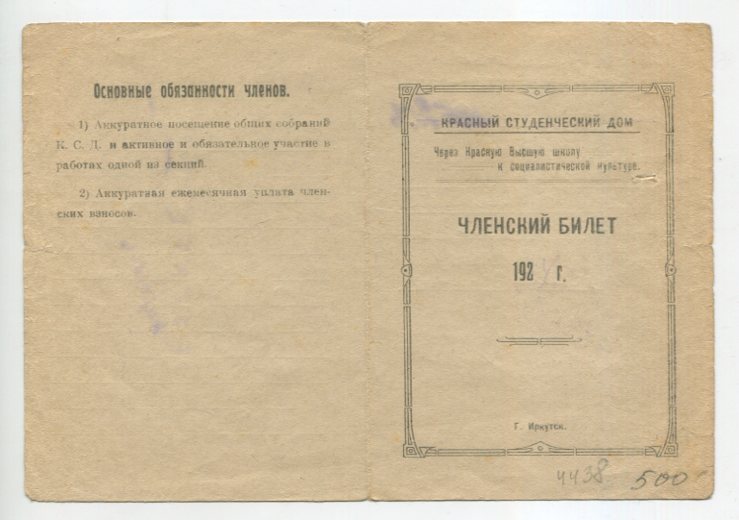 Основные обязанности членов.
1) Аккуратное посещение общих собраний
К. С. Д. и активное и обязательное участие в
работах одной из секций.
2) Аккуратная ежемесячная уплата член-
ских взносов.
КРАСНЫЙ СТУДЕНЧЕСКИЙ ДОМ
Через Красную Высшую школу
к социалистической культуре.
ЧЛЕНСКИЙ БИЛЕТ
192 г.
Г. Иркутск.
4438 500